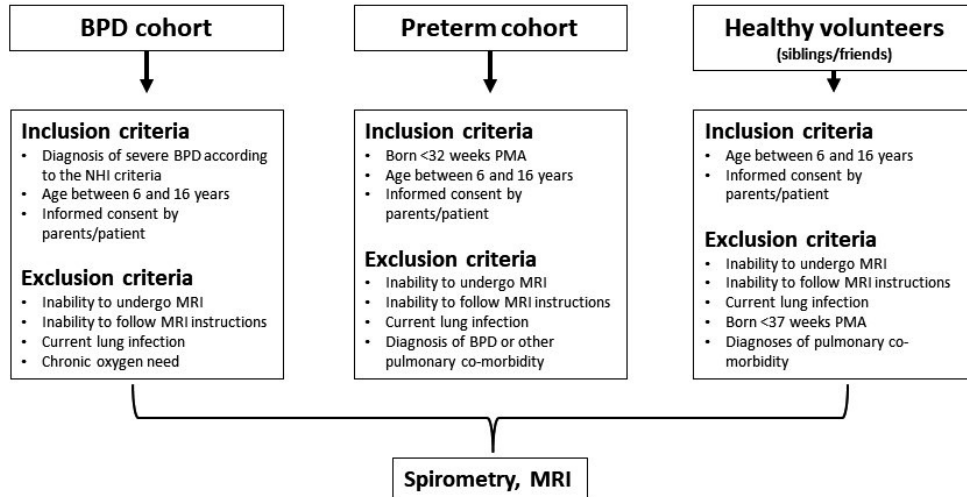 BPD cohort
Preterm cohort
Healthy volunteers
(siblings/friends)
Inclusion criteria
• Diagnosis of severe BPD according
to the NHI criteria
• Age between 6 and 16 years
• Informed consent by
parents/patient
Exclusion criteria
• Inability to undergo MRI
• Inability to follow MRI instructions
• Current lung infection
• Chronic oxygen need
Inclusion criteria
• Born <32 weeks PMA
• Age between 6 and 16 years
• Informed consent by
parents/patient
Exclusion criteria
• Inability to undergo MRI
• Inability to follow MRI instructions
• Current lung infection
• Diagnosis of BPD or other
pulmonary co-morbidity
Inclusion criteria
• Age between 6 and 16 years
• Informed consent by
parents/patient
Exclusion criteria
• Inability to undergo MRI
• Inability to follow MRI instructions
• Current lung infection
• Born <37 weeks PMA
• Diagnoses of pulmonary co-
morbidity
Spirometry, MRI